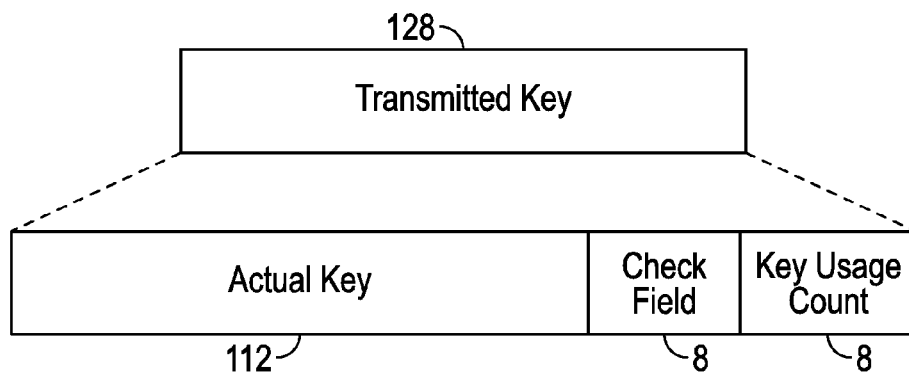 128
Transmitted Key
Actual Key
Check
Field
Key Usage
Count
112
8
8